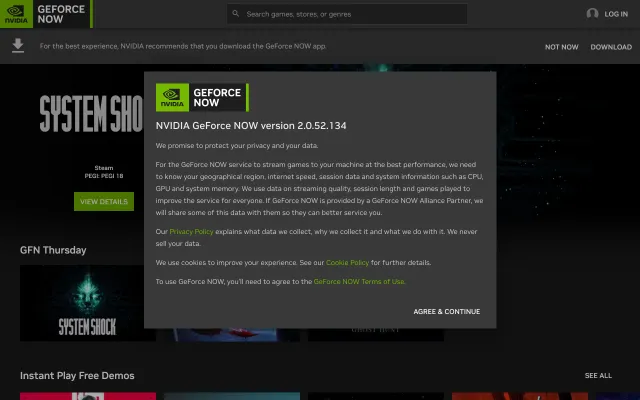 NVIDIA
GEFORCE
NOW
Search games, stores, or genres
LOG IN
For the best experience, NVIDIA recommends that you download the GeForce NOW app.
NOT NOW
DOWNLOAD
SYSTEM SHO
Steam
PEGI: PEGI 18
VIEW DETAILS
NVIDIA
GEFORCE
NOW
NVIDIA GeForce NOW version 2.0.52.134
We promise to protect your privacy and your data.
For the GeForce NOW service to stream games to your machine at the best performance, we need
to know your geographical region, internet speed, session data and system information such as CPU,
GPU and system memory. We use data on streaming quality, session length and games played to
improve the service for everyone. If GeForce NOW is provided by a GeForce NOW Alliance Partner, we
will share some of this data with them so they can better service you.
Our Privacy Policy explains what data we collect, why we collect it and what we do with it. We never
sell your data.
We use cookies to improve your experience. See our Cookie Policy for further details.
To use GeForce NOW, you'll need to agree to the GeForce NOW Terms of Use.
AGREE & CONTINUE
GFN Thursday
SYSTEM SHOCK
Instant Play Free Demos
SEE ALL